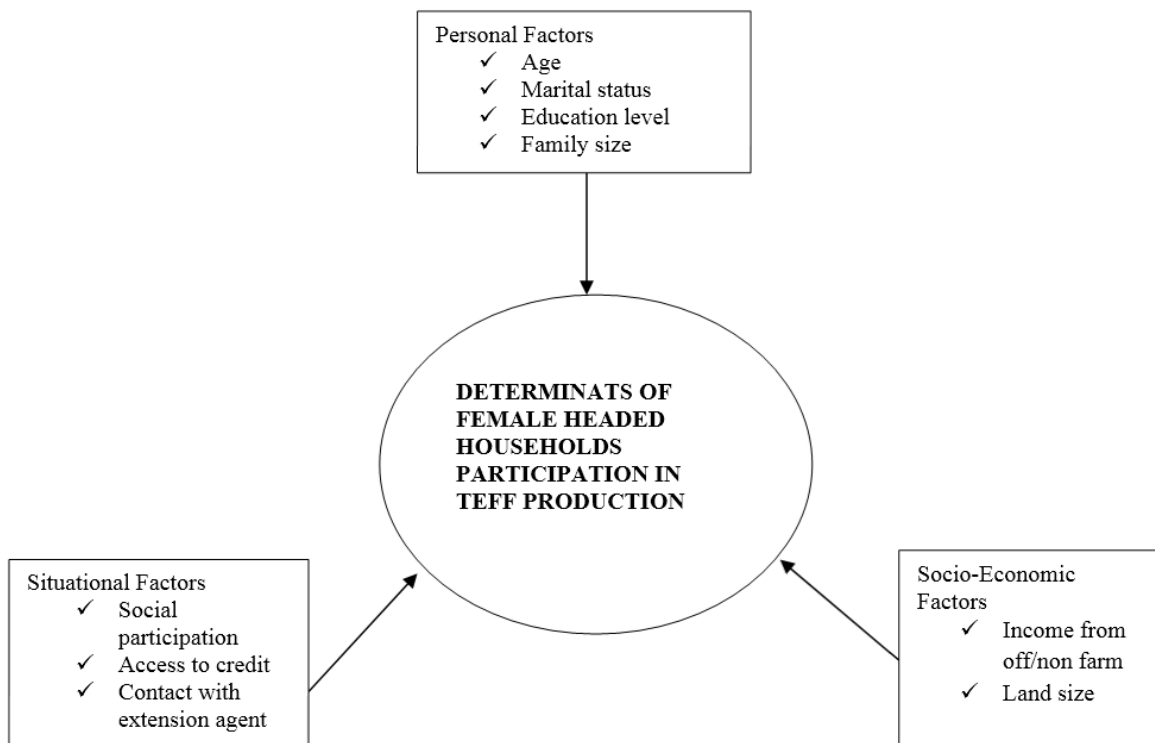 Personal Factors
✓ Age
✓ Marital status
✓ Education level
✓ Family size
DETERMINATS OF
FEMALE HEADED
HOUSEHOLDS
PARTICIPATION IN
TEFF PRODUCTION
Situational Factors
✓ Social
participation
✓ Access to credit
✓ Contact with
extension agent
Socio-Economic
Factors
✓ Income from
off/non farm
✓ Land size